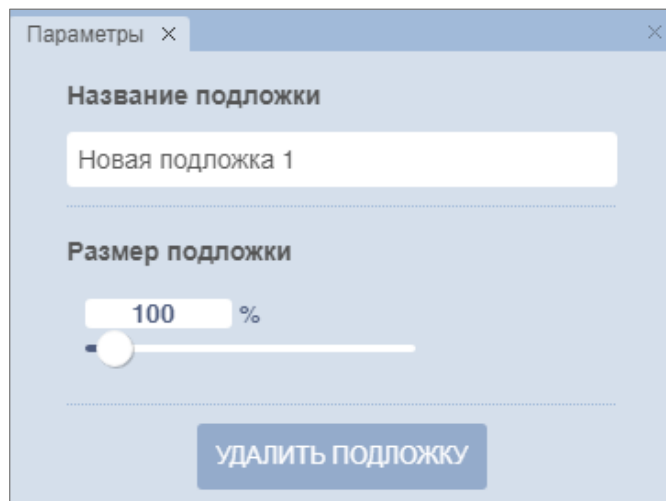 Параметры
Название подложки
Новая подложка 1
Размер подложки
100 %
УДАЛИТЬ ПОДЛОЖКУ